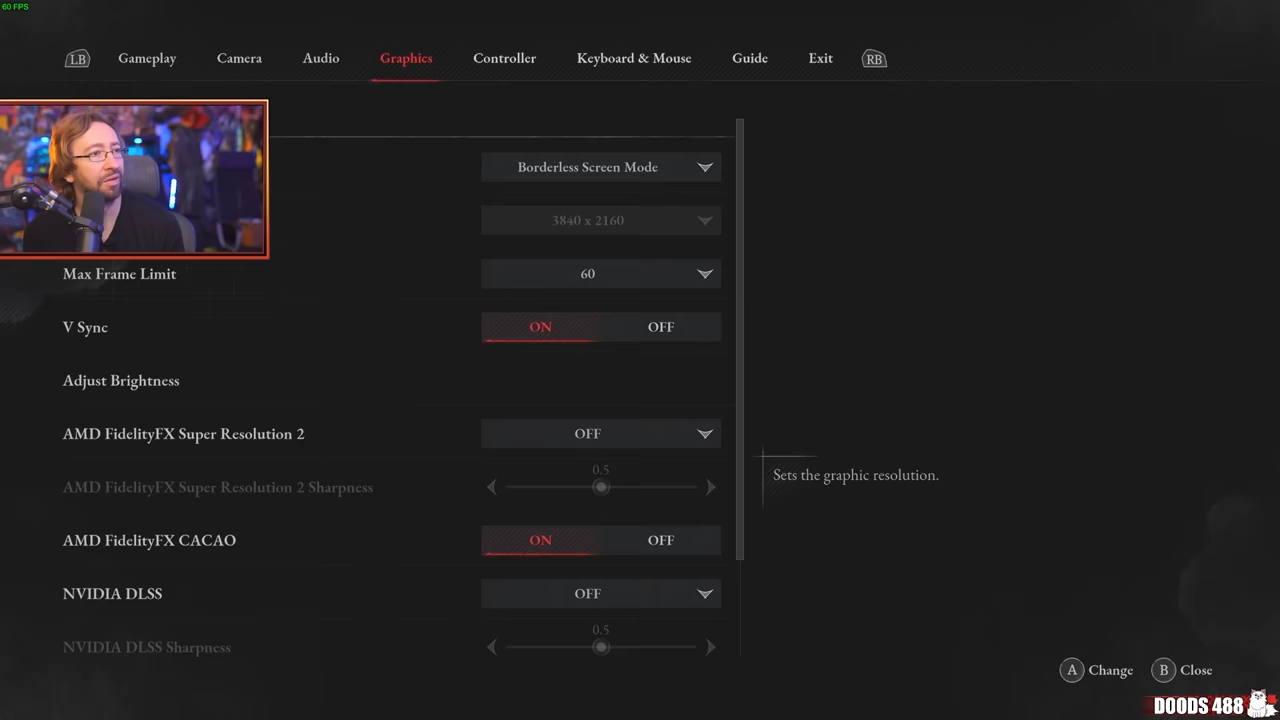 60 FPS
LB Gameplay Camera Audio Graphics Controller Keyboard & Mouse Guide Exit RB
Borderless Screen Mode
3840 x 2160
Max Frame Limit 60
V Sync ON OFF
Adjust Brightness
AMD FidelityFX Super Resolution 2 OFF
0.5
AMD FidelityFX Super Resolution 2 Sharpness
Sets the graphic resolution.
AMD FidelityFX CACAO ON OFF
NVIDIA DLSS OFF
0.5
NVIDIA DLSS Sharpness
A Change B Close
DOODS 488